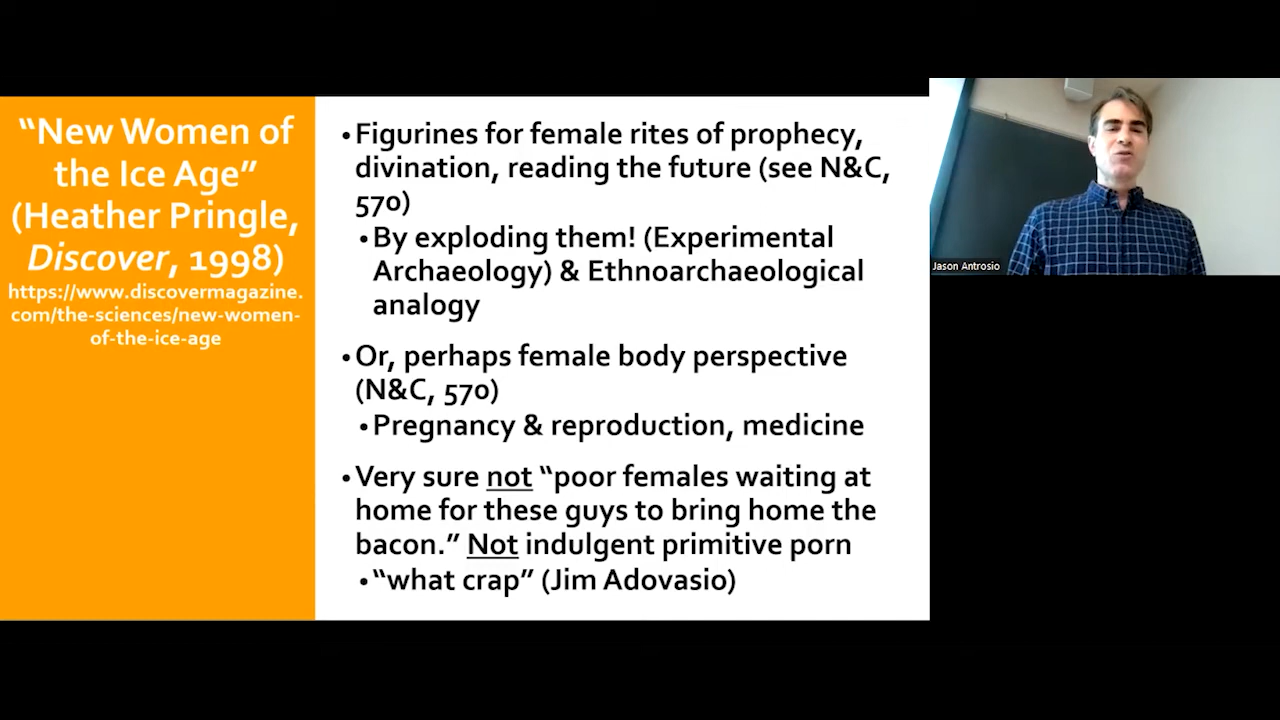 “New Women of
the Ice Age”
(Heather Pringle,
Discover, 1998)
https://www.discovermagazine.
com/the-sciences/new-women-
of-the-ice-age
•Figurines for female rites of prophecy,
divination, reading the future (see N&C,
570)
•By exploding them! (Experimental
Archaeology) & Ethnoarchaeological
analogy
•Or, perhaps female body perspective
(N&C, 570)
•Pregnancy & reproduction, medicine
•Very sure not “poor females waiting at
home for these guys to bring home the
bacon.” Not indulgent primitive porn
•“what crap” (Jim Adovasio)
Jason Antrosio